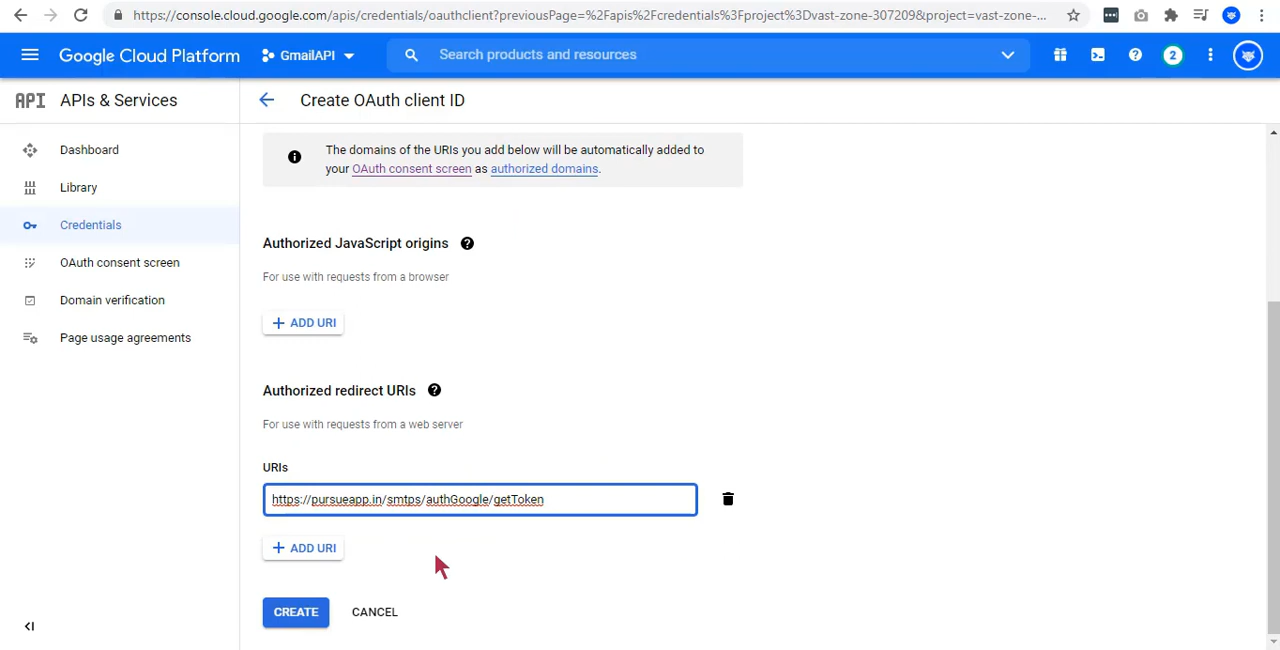 https://console.cloud.google.com/apis/credentials/oauthclient?previousPage=%2Fapis%2Fcredentials%3Fproject%3Dvast-zone-307209&project=vast-zone-...
Google Cloud Platform
GmailAPI
Search products and resources
2
API APIs & Services
Create OAuth client ID
Dashboard
Library
Credentials
OAuth consent screen
Domain verification
Page usage agreements
The domains of the URIs you add below will be automatically added to
your OAuth consent screen as authorized domains.
Authorized JavaScript origins
For use with requests from a browser
ADD URI
Authorized redirect URIs
For use with requests from a web server
URIs
https://pursueapp.in/smtps/authGoogle/getToken
ADD URI
CREATE CANCEL